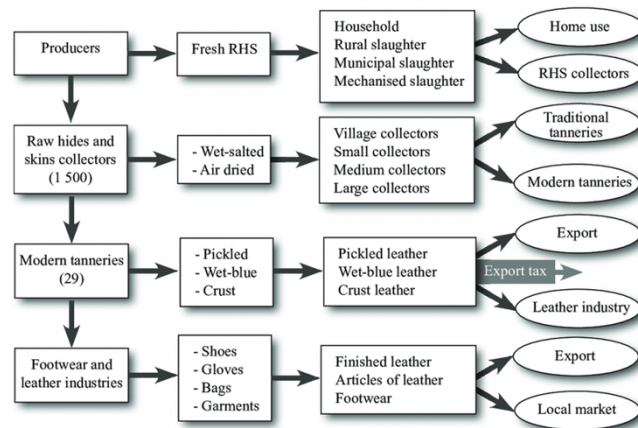 Producers
Fresh RHS
Household
Rural slaughter
Municipal slaughter
Mechanised slaughter
Home use
RHS collectors
Raw hides and
skins collectors
(1 500)
- Wet-salted
- Air dried
Village collectors
Small collectors
Medium collectors
Large collectors
Traditional
tanneries
Modern tanneries
Modern tanneries
(29)
- Pickled
- Wet-blue
- Crust
Pickled leather
Wet-blue leather
Crust leather
Export
Export tax
Leather industry
Footwear and
leather industries
- Shoes
- Gloves
- Bags
- Garments
Finished leather
Articles of leather
Footwear
Export
Local market